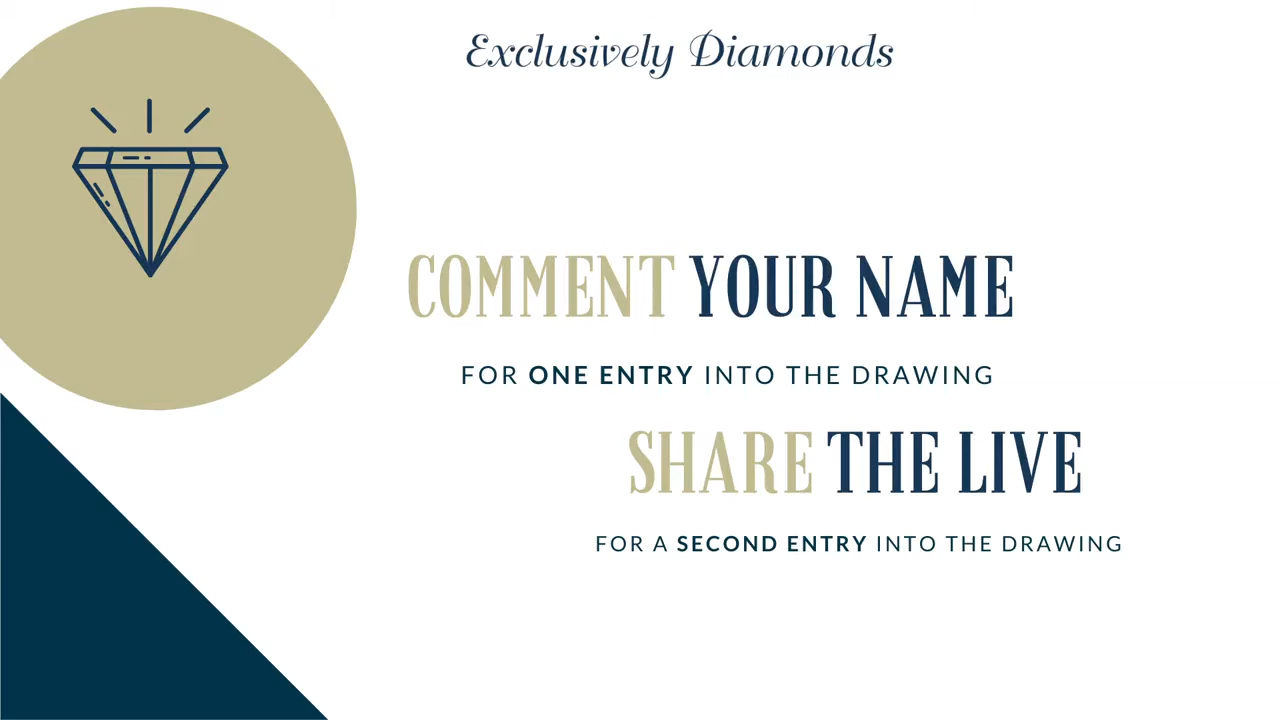 Exclusively Diamonds
COMMENT YOUR NAME
FOR ONE ENTRY INTO THE DRAWING
SHARE THE LIVE
FOR A SECOND ENTRY INTO THE DRAWING